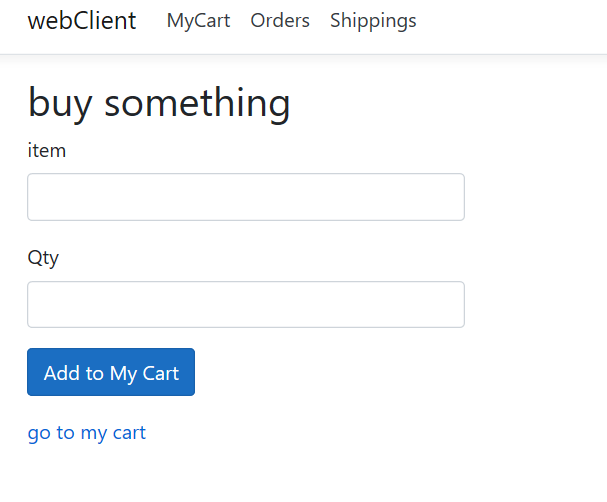 webClient MyCart Orders Shippings
buy something
item
Qty
Add to My Cart
go to my cart